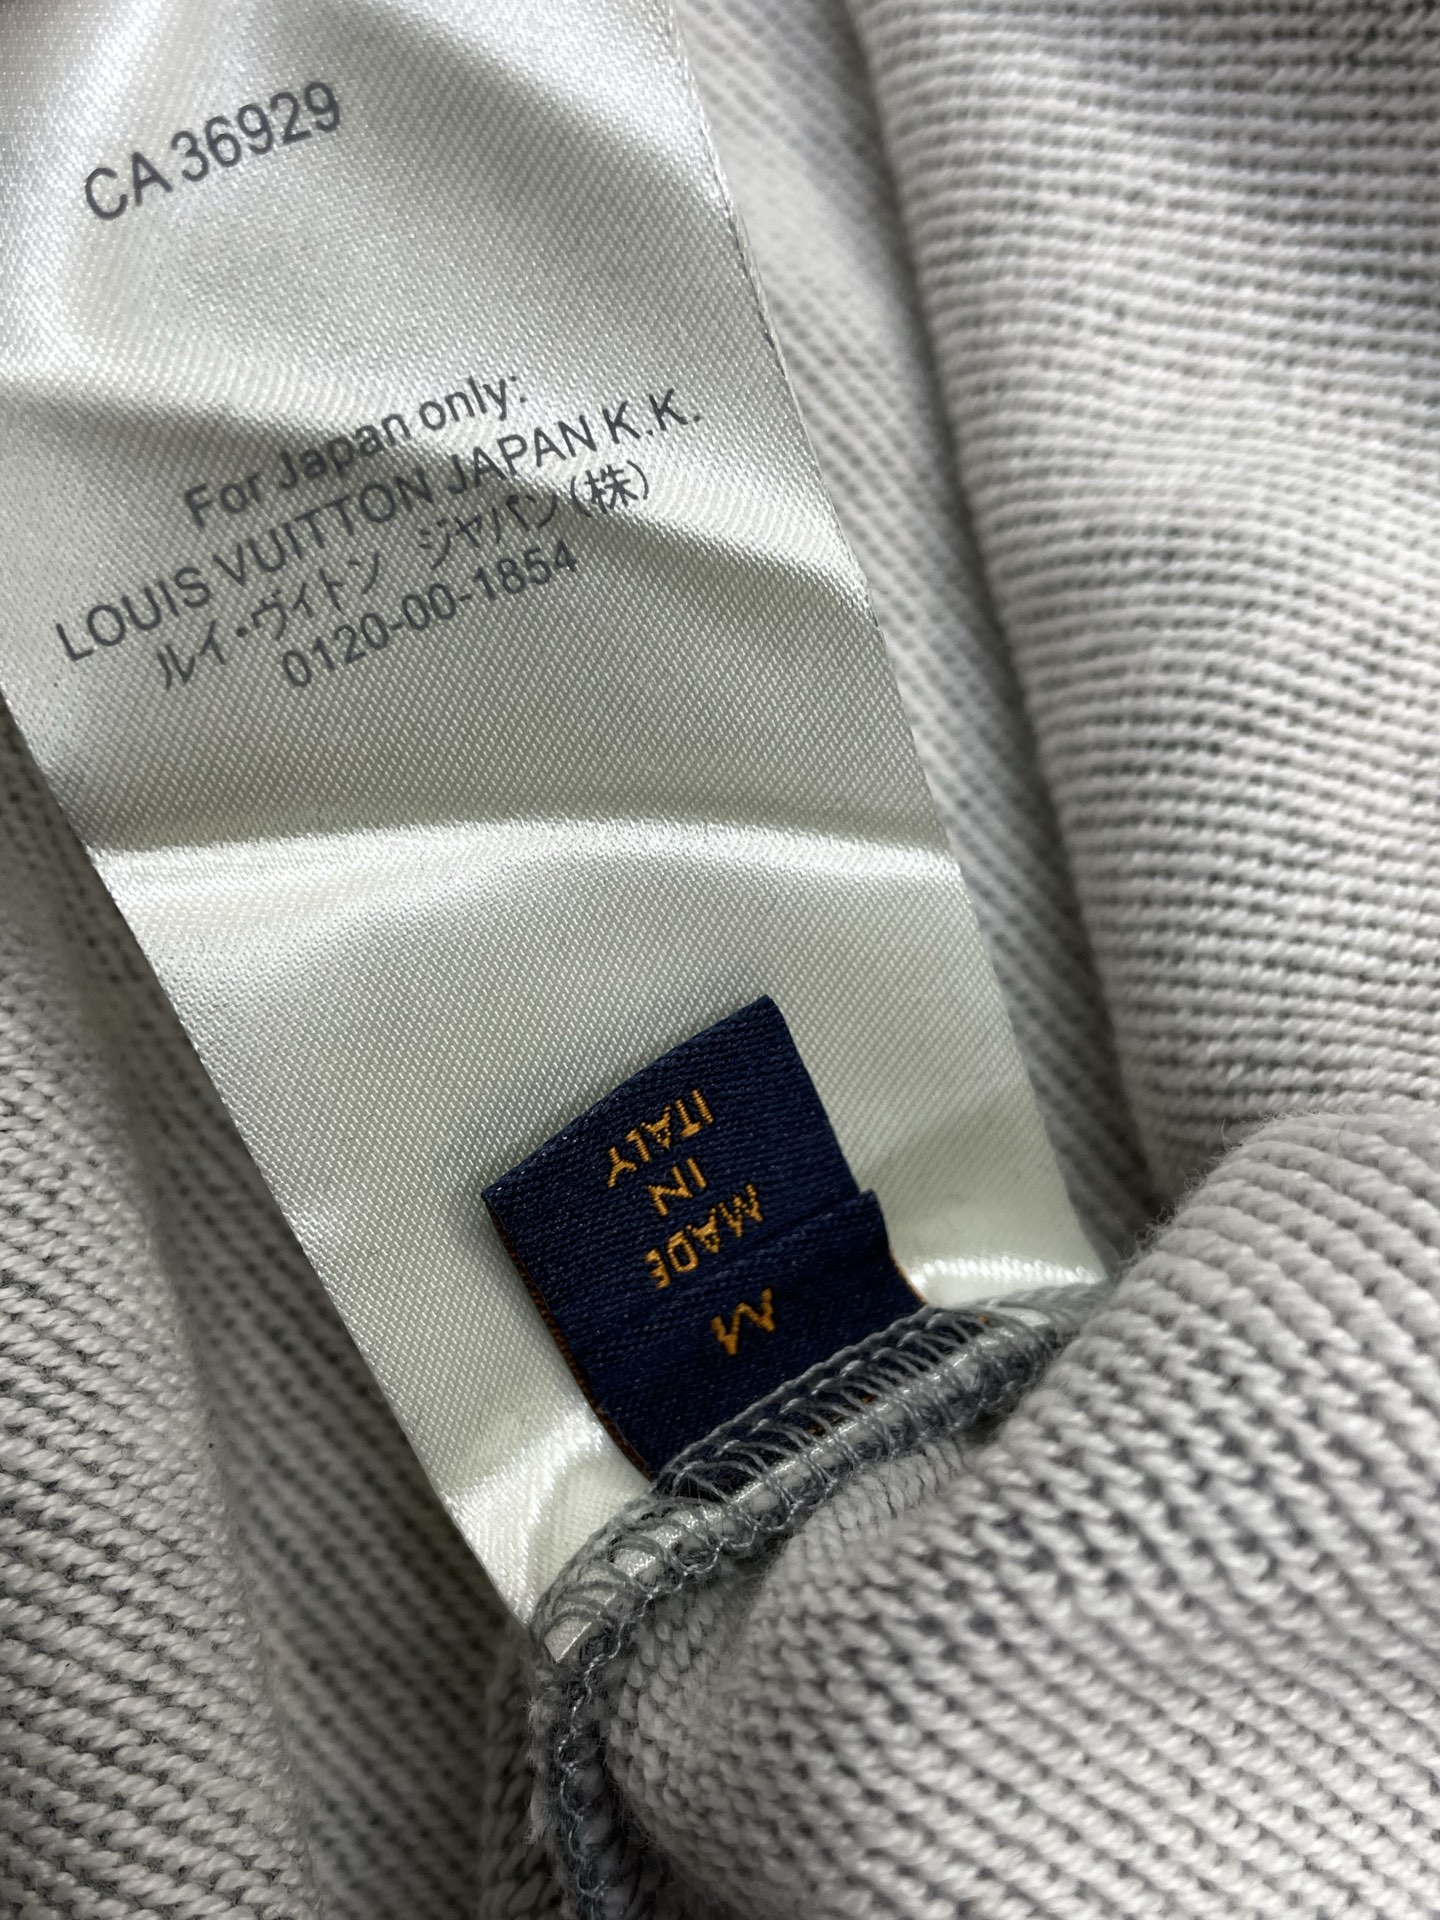 CA 36929
For Japan only:
LOUIS VUITTON JAPAN K.K.
ルイ・ヴィトン ジャパン(株)
0120-00-1854
M
MADE
IN
ITALY